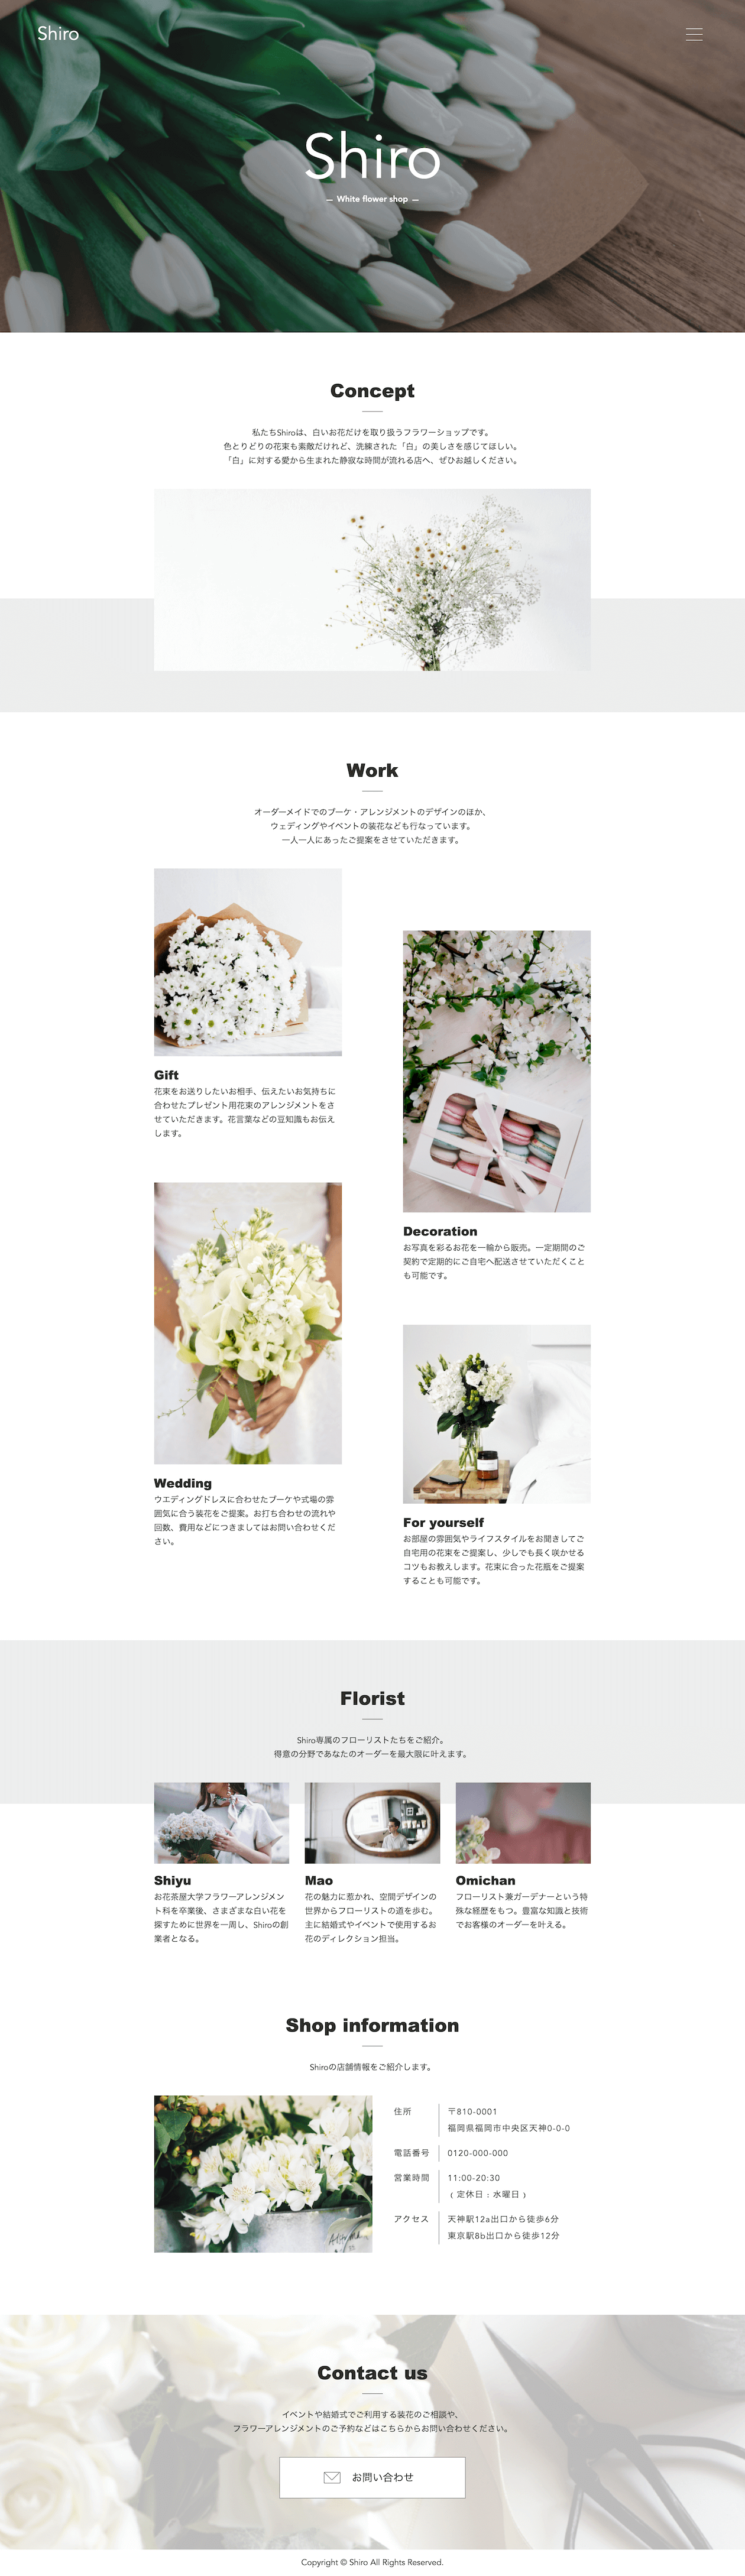 Shiro
Shiro
— White flower shop —
Concept
私たちShiroは、白いお花だけを取り扱うフラワーショップです。
色とりどりの花束も素敵だけれど、洗練された「白」の美しさを感じてほしい。
「白」に対する愛から生まれた静寂な時間が流れる店へ、ぜひお越しください。
Work
オーダーメイドでのブーケ・アレンジメントのデザインのほか、
ウェディングやイベントの装花なども行なっています。
一人一人にあったご提案をさせていただきます。
Gift
花束をお送りしたいお相手、伝えたいお気持ちに
合わせたプレゼント用花束のアレンジメントをさ
せていただきます。花言葉などの豆知識もお伝え
します。
Decoration
お写真を彩るお花を一輪から販売。一定期間のご
契約で定期的にご自宅へ配送させていただくこと
も可能です。
Wedding
ウエディングドレスに合わせたブーケや式場の雰
囲気に合う装花をご提案。お打ち合わせの流れや
回数、費用などにつきましてはお問い合わせくだ
さい。
For yourself
お部屋の雰囲気やライフスタイルをお聞きしてご
自宅用の花束をご提案し、少しでも長く咲かせる
コツもお教えします。花束に合った花瓶をご提案
することも可能です。
Florist
Shiro専属のフローリストたちをご紹介。
得意の分野であなたのオーダーを最大限に叶えます。
Shiyu
お花茶屋大学フラワーアレンジメン
ト科を卒業後、さまざまな白い花を
探すために世界を一周し、Shiroの創
業者となる。
Mao
花の魅力に惹かれ、空間デザインの
世界からフローリストの道を歩む。
主に結婚式やイベントで使用するお
花のディレクション担当。
Omichan
フローリスト兼ガーデナーという特
殊な経歴をもつ。豊富な知識と技術
でお客様のオーダーを叶える。
Shop information
Shiroの店舗情報をご紹介します。
住所
〒810-0001
福岡県福岡市中央区天神0-0-0
電話番号
0120-000-000
営業時間
11:00-20:30
（定休日：水曜日）
アクセス
天神駅12a出口から徒歩6分
東京駅8b出口から徒歩12分
Contact us
イベントや結婚式でご利用する装花のご相談や、
フラワーアレンジメントのご予約などはこちらからお問い合わせください。
お問い合わせ
Copyright © Shiro All Rights Reserved.